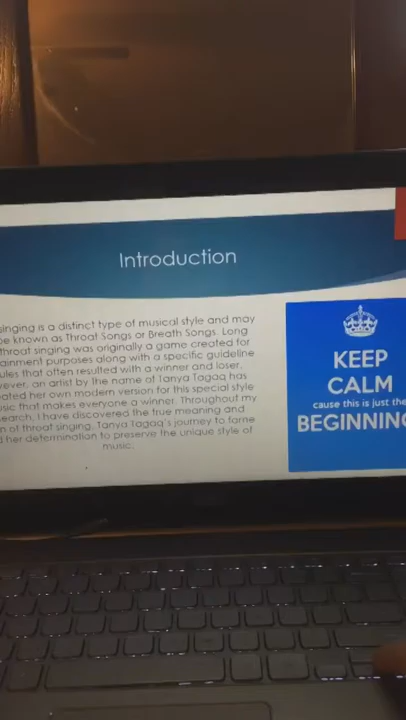 Introduction
singing is a distinct type of musical style and may
be known as Throat Songs or Breath Songs. Long
throat singing was originally a game created for
ainment purposes along with a specific guideline
ules that often resulted with a winner and loser.
ever, an artist by the name of Tanya Tagaq has
ated her own modern version for this special style
usic that makes everyone a winner. Throughout my
earch, I have discovered the true meaning and
n of throat singing, Tanya Tagaq's journey to fame
d her determination to preserve the unique style of
music.
KEEP
CALM
cause this is just the
BEGINNING